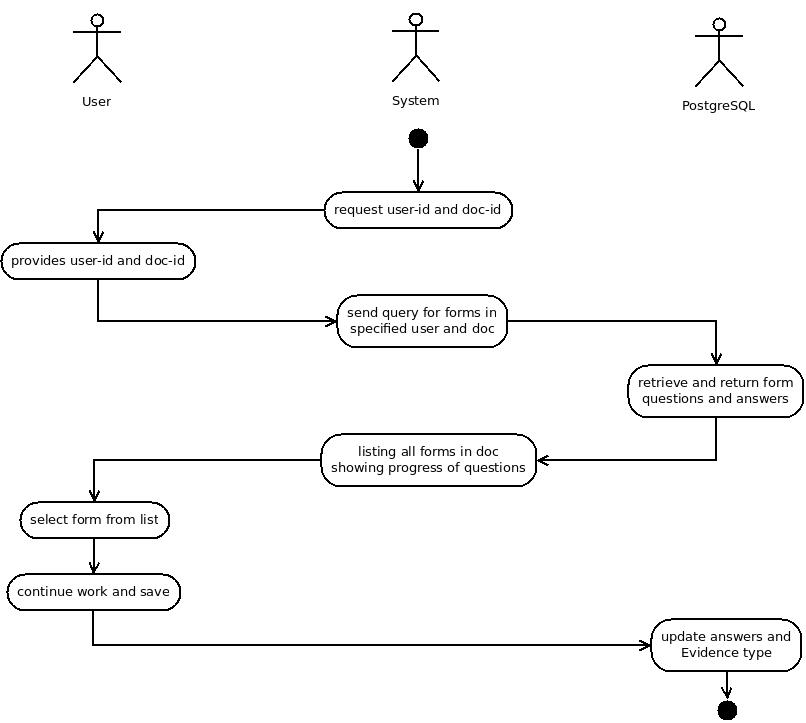 User
System
PostgreSQL
request user-id and doc-id
provides user-id and doc-id
send query for forms in
specified user and doc
retrieve and return form
questions and answers
listing all forms in doc
showing progress of questions
select form from list
continue work and save
update answers and
Evidence type